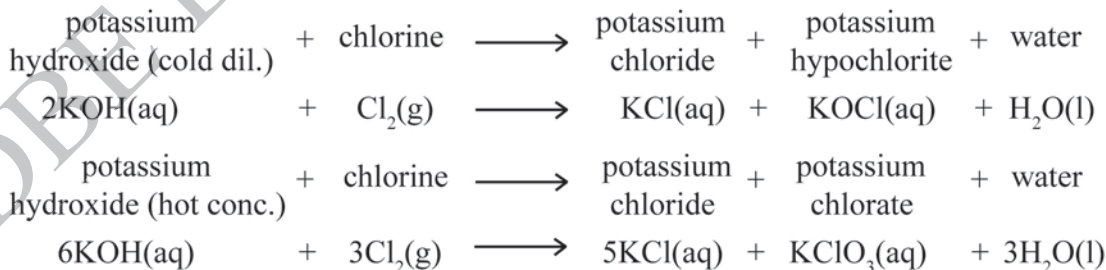 potassium hydroxide (cold dil.) + chlorine ⟶ potassium chloride + potassium hypochlorite + water
2KOH(aq) + Cl₂(g) ⟶ KCl(aq) + KOCl(aq) + H₂O(l)
potassium hydroxide (hot conc.) + chlorine ⟶ potassium chloride + potassium chlorate + water
6KOH(aq) + 3Cl₂(g) ⟶ 5KCl(aq) + KClO₃(aq) + 3H₂O(l)